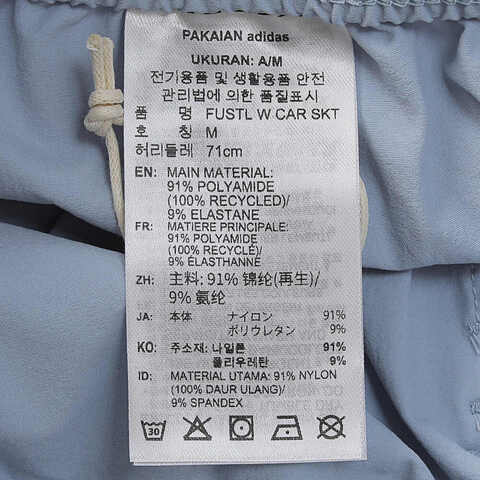 PAKAIAN adidas
UKURAN: A/M
전기용품 및 생활용품 안전
관리법에 의한 품질표시
품 명 FUSTL W CAR SKT
호 칭 M
허리둘레 71cm
EN: MAIN MATERIAL:
91% POLYAMIDE
(100% RECYCLED)/
9% ELASTANE
FR: MATIERE PRINCIPALE:
91% POLYAMIDE
(100% RECYCLÉ)/
9% ÉLASTHANNE
ZH: 主料: 91% 锦纶(再生)/
9% 氨纶
JA: 本体 ナイロン 91%
ポリウレタン 9%
KO: 주소재: 나일론 91%
폴리우레탄 9%
ID: MATERIAL UTAMA: 91% NYLON
(100% DAUR ULANG)/
9% SPANDEX
30